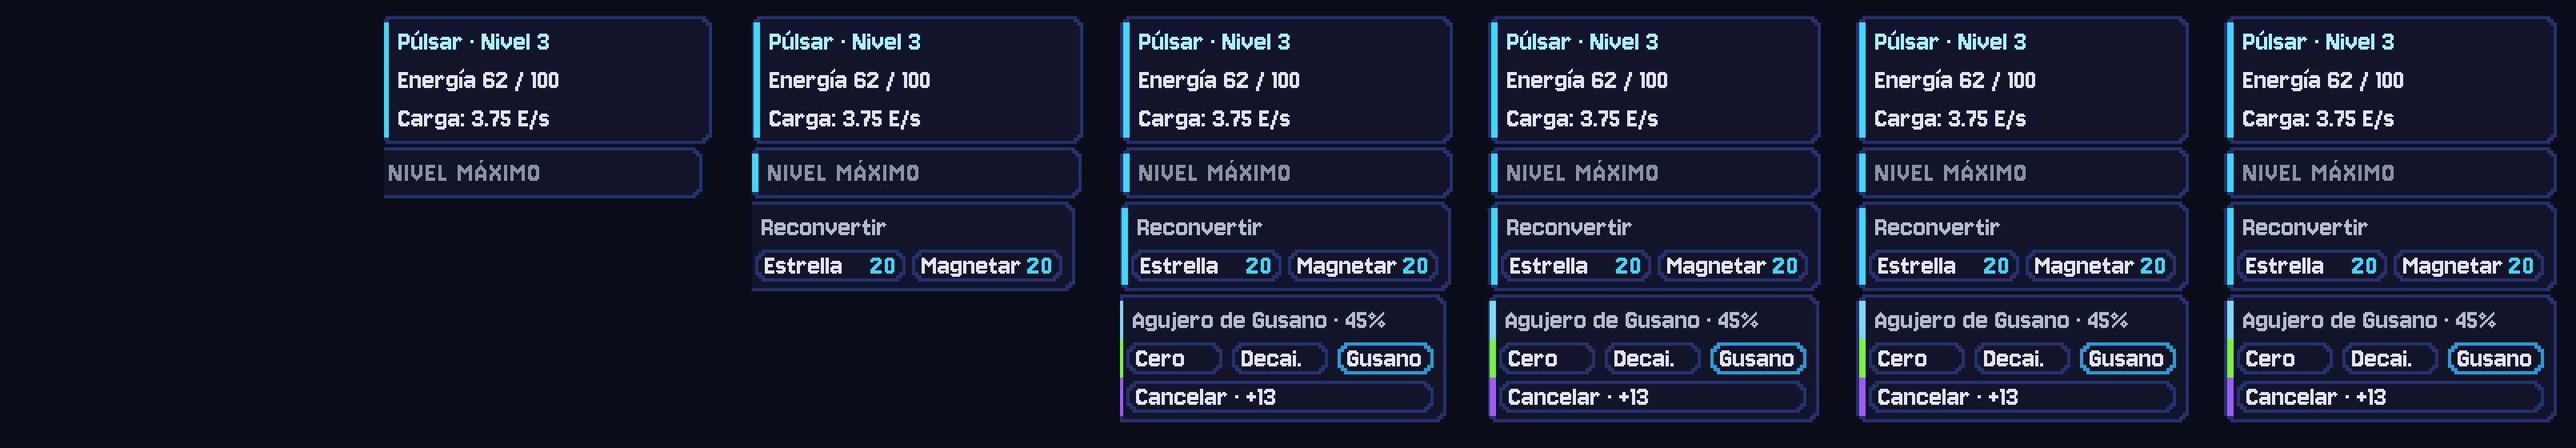 Púlsar · Nivel 3
Energía 62 / 100
Carga: 3.75 E/s
NIVEL MÁXIMO
Púlsar · Nivel 3
Energía 62 / 100
Carga: 3.75 E/s
NIVEL MÁXIMO
Reconvertir
Estrella 20 Magnetar 20
Púlsar · Nivel 3
Energía 62 / 100
Carga: 3.75 E/s
NIVEL MÁXIMO
Reconvertir
Estrella 20 Magnetar 20
Agujero de Gusano · 45%
Cero Decai. Gusano
Cancelar · +13
Púlsar · Nivel 3
Energía 62 / 100
Carga: 3.75 E/s
NIVEL MÁXIMO
Reconvertir
Estrella 20 Magnetar 20
Agujero de Gusano · 45%
Cero Decai. Gusano
Cancelar · +13
Púlsar · Nivel 3
Energía 62 / 100
Carga: 3.75 E/s
NIVEL MÁXIMO
Reconvertir
Estrella 20 Magnetar 20
Agujero de Gusano · 45%
Cero Decai. Gusano
Cancelar · +13
Púlsar · Nivel 3
Energía 62 / 100
Carga: 3.75 E/s
NIVEL MÁXIMO
Reconvertir
Estrella 20 Magnetar 20
Agujero de Gusano · 45%
Cero Decai. Gusano
Cancelar · +13